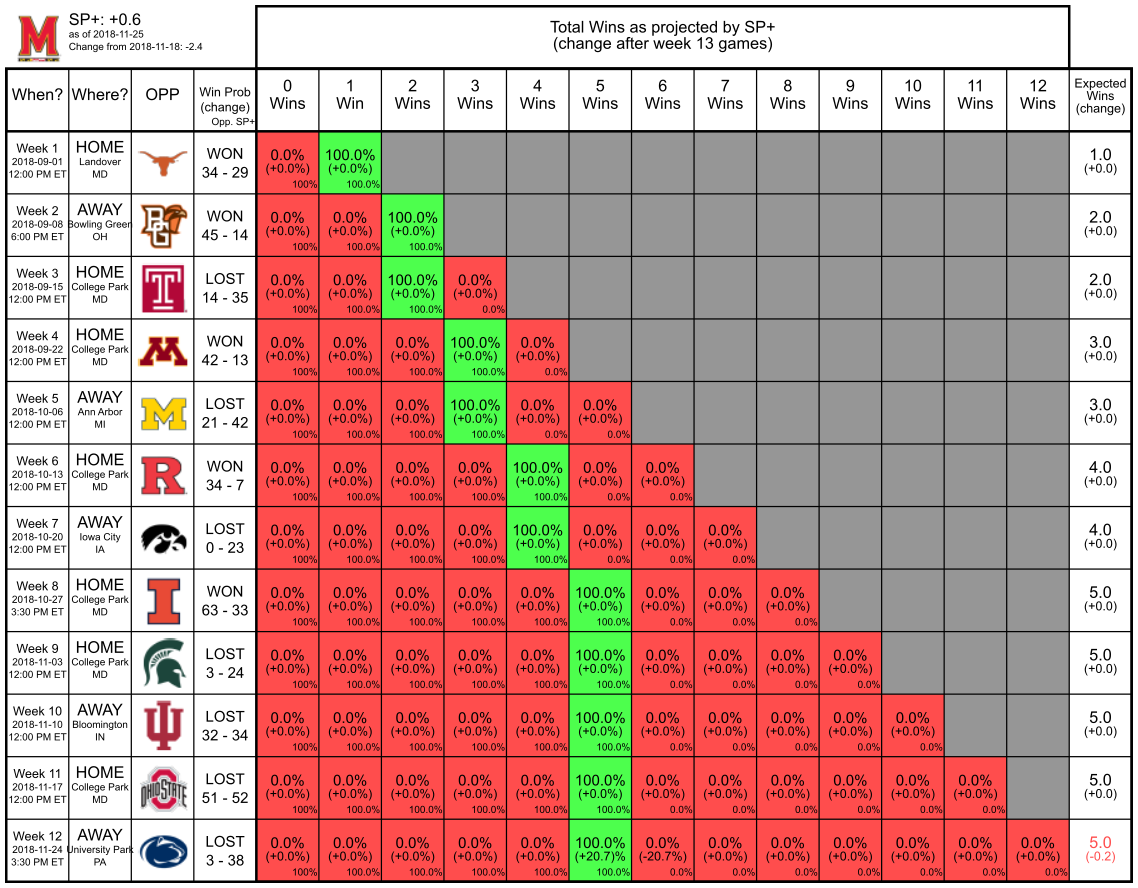 M
SP+: +0.6
as of 2018-11-25
Change from 2018-11-18: -2.4
Total Wins as projected by SP+
(change after week 13 games)
When? Where? OPP
Win Prob
(change)
Opp. SP+
0 1 2 3 4 5 6 7 8 9 10 11 12
Wins Win Wins Wins Wins Wins Wins Wins Wins Wins Wins Wins Wins
Expected
Wins
(change)
Week 1
2018-09-01
12:00 PM ET
HOME
Landover
MD
WON
34 - 29
0.0% 100.0% 1.0
(+0.0%) (+0.0%) (+0.0)
100% 100.0%
Week 2
2018-09-08
6:00 PM ET
AWAY
Bowling Green
OH
BG
WON
45 - 14
0.0% 0.0% 100.0% 2.0
(+0.0%) (+0.0%) (+0.0%) (+0.0)
100% 100.0% 100.0%
Week 3
2018-09-15
12:00 PM ET
HOME
College Park
MD
T
LOST
14 - 35
0.0% 0.0% 100.0% 0.0% 2.0
(+0.0%) (+0.0%) (+0.0%) (+0.0%) (+0.0)
100% 100.0% 100.0% 0.0%
Week 4
2018-09-22
12:00 PM ET
HOME
College Park
MD
M
WON
42 - 13
0.0% 0.0% 0.0% 100.0% 0.0% 3.0
(+0.0%) (+0.0%) (+0.0%) (+0.0%) (+0.0%) (+0.0)
100% 100.0% 100.0% 100.0% 0.0%
Week 5
2018-10-06
12:00 PM ET
AWAY
Ann Arbor
MI
M
LOST
21 - 42
0.0% 0.0% 0.0% 100.0% 0.0% 0.0% 3.0
(+0.0%) (+0.0%) (+0.0%) (+0.0%) (+0.0%) (+0.0%) (+0.0)
100% 100.0% 100.0% 100.0% 0.0% 0.0%
Week 6
2018-10-13
12:00 PM ET
HOME
College Park
MD
R
WON
34 - 7
0.0% 0.0% 0.0% 0.0% 100.0% 0.0% 0.0% 4.0
(+0.0%) (+0.0%) (+0.0%) (+0.0%) (+0.0%) (+0.0%) (+0.0%) (+0.0)
100% 100.0% 100.0% 100.0% 100.0% 0.0% 0.0%
Week 7
2018-10-20
12:00 PM ET
AWAY
Iowa City
IA
LOST
0 - 23
0.0% 0.0% 0.0% 0.0% 100.0% 0.0% 0.0% 0.0% 4.0
(+0.0%) (+0.0%) (+0.0%) (+0.0%) (+0.0%) (+0.0%) (+0.0%) (+0.0%) (+0.0)
100% 100.0% 100.0% 100.0% 100.0% 0.0% 0.0% 0.0%
Week 8
2018-10-27
3:30 PM ET
HOME
College Park
MD
I
WON
63 - 33
0.0% 0.0% 0.0% 0.0% 0.0% 100.0% 0.0% 0.0% 0.0% 5.0
(+0.0%) (+0.0%) (+0.0%) (+0.0%) (+0.0%) (+0.0%) (+0.0%) (+0.0%) (+0.0%) (+0.0)
100% 100.0% 100.0% 100.0% 100.0% 100.0% 0.0% 0.0% 0.0%
Week 9
2018-11-03
12:00 PM ET
HOME
College Park
MD
LOST
3 - 24
0.0% 0.0% 0.0% 0.0% 0.0% 100.0% 0.0% 0.0% 0.0% 0.0% 5.0
(+0.0%) (+0.0%) (+0.0%) (+0.0%) (+0.0%) (+0.0%) (+0.0%) (+0.0%) (+0.0%) (+0.0%) (+0.0)
100% 100.0% 100.0% 100.0% 100.0% 100.0% 0.0% 0.0% 0.0% 0.0%
Week 10
2018-11-10
12:00 PM ET
AWAY
Bloomington
IN
IU
LOST
32 - 34
0.0% 0.0% 0.0% 0.0% 0.0% 100.0% 0.0% 0.0% 0.0% 0.0% 0.0% 5.0
(+0.0%) (+0.0%) (+0.0%) (+0.0%) (+0.0%) (+0.0%) (+0.0%) (+0.0%) (+0.0%) (+0.0%) (+0.0%) (+0.0)
100% 100.0% 100.0% 100.0% 100.0% 100.0% 0.0% 0.0% 0.0% 0.0% 0.0%
Week 11
2018-11-17
12:00 PM ET
HOME
College Park
MD
OHIO STATE
LOST
51 - 52
0.0% 0.0% 0.0% 0.0% 0.0% 100.0% 0.0% 0.0% 0.0% 0.0% 0.0% 0.0% 5.0
(+0.0%) (+0.0%) (+0.0%) (+0.0%) (+0.0%) (+0.0%) (+0.0%) (+0.0%) (+0.0%) (+0.0%) (+0.0%) (+0.0%) (+0.0)
100% 100.0% 100.0% 100.0% 100.0% 100.0% 0.0% 0.0% 0.0% 0.0% 0.0% 0.0%
Week 12
2018-11-24
3:30 PM ET
AWAY
University Park
PA
LOST
3 - 38
0.0% 0.0% 0.0% 0.0% 0.0% 100.0% 0.0% 0.0% 0.0% 0.0% 0.0% 0.0% 0.0% 5.0
(+0.0%) (+0.0%) (+0.0%) (+0.0%) (+0.0%) (+20.7)% (-20.7%) (+0.0%) (+0.0%) (+0.0%) (+0.0%) (+0.0%) (+0.0%) (-0.2)
100% 100.0% 100.0% 100.0% 100.0% 100.0% 0.0% 0.0% 0.0% 0.0% 0.0% 0.0% 0.0%